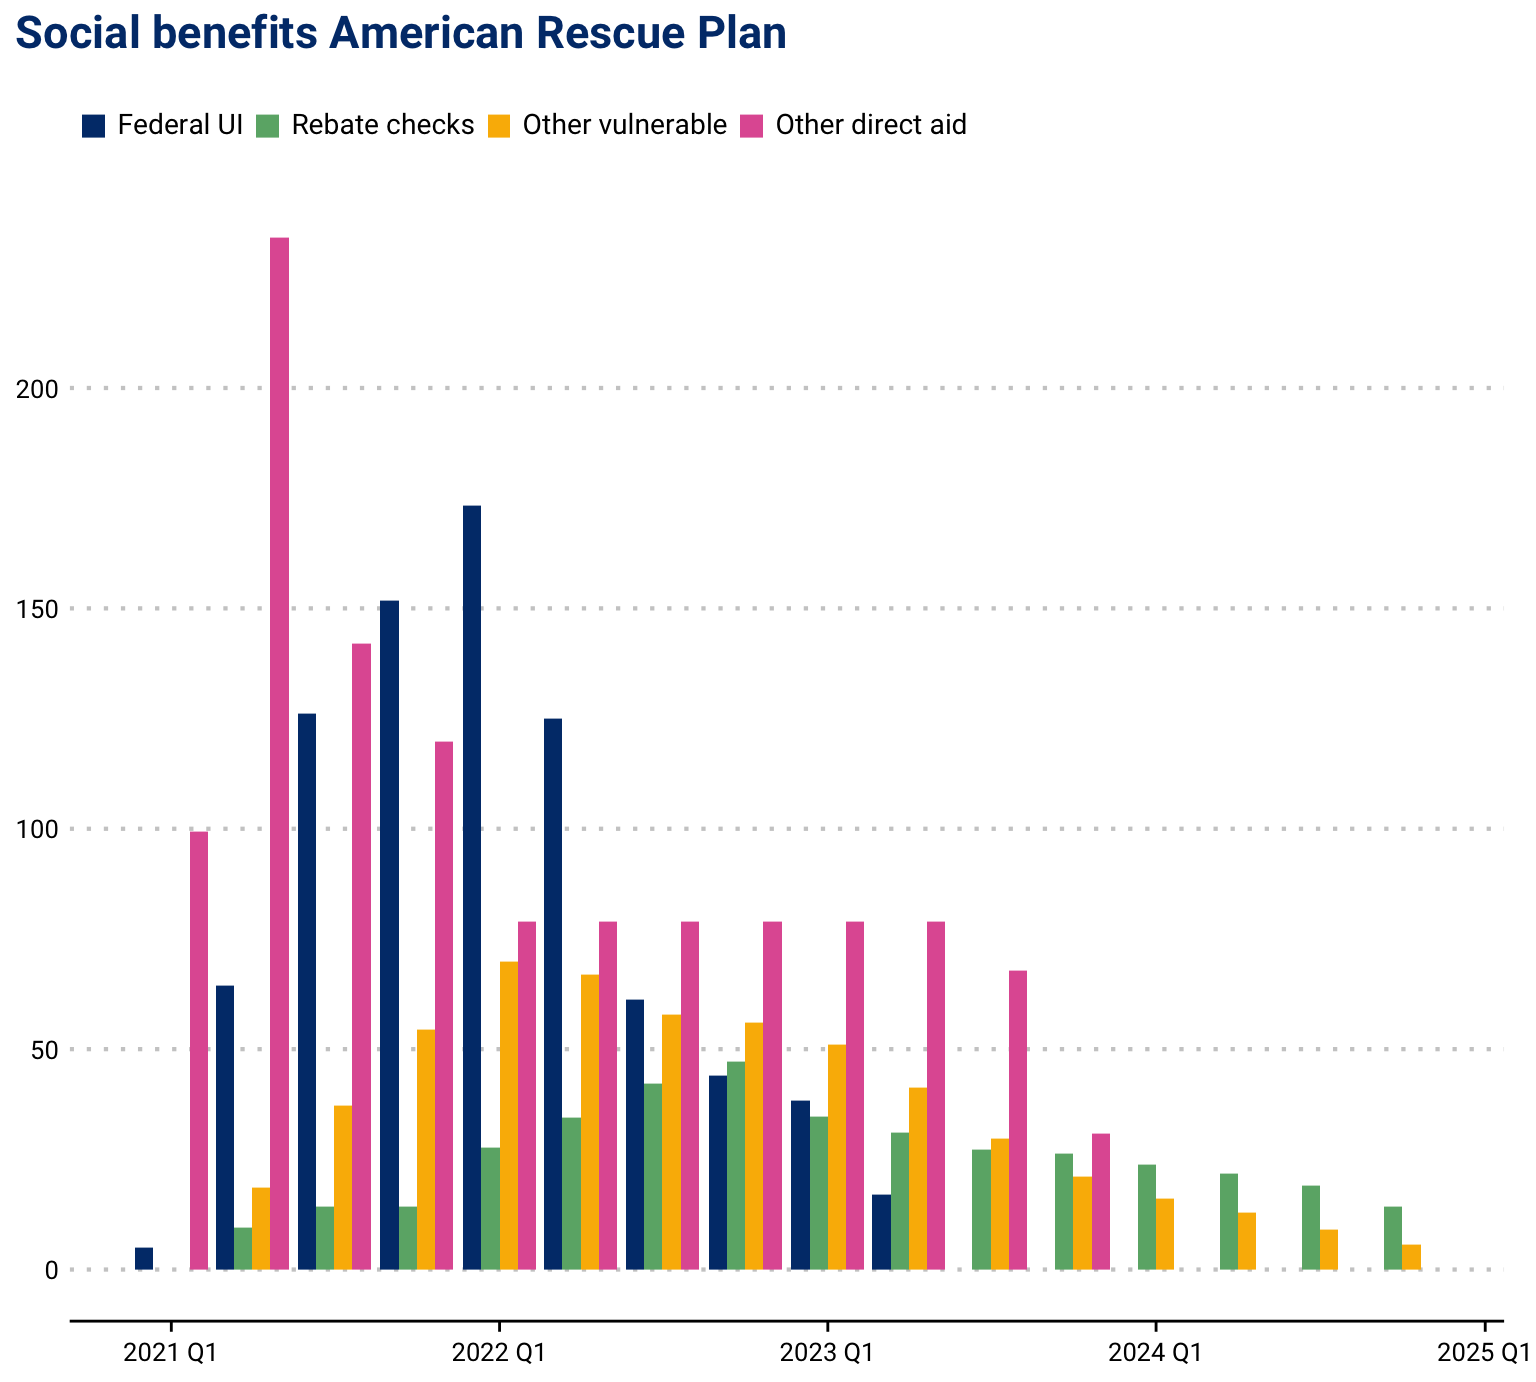 Social benefits American Rescue Plan
Federal UI Rebate checks Other vulnerable Other direct aid
200
150
100
50
0
2021 Q1 2022 Q1 2023 Q1 2024 Q1 2025 Q1